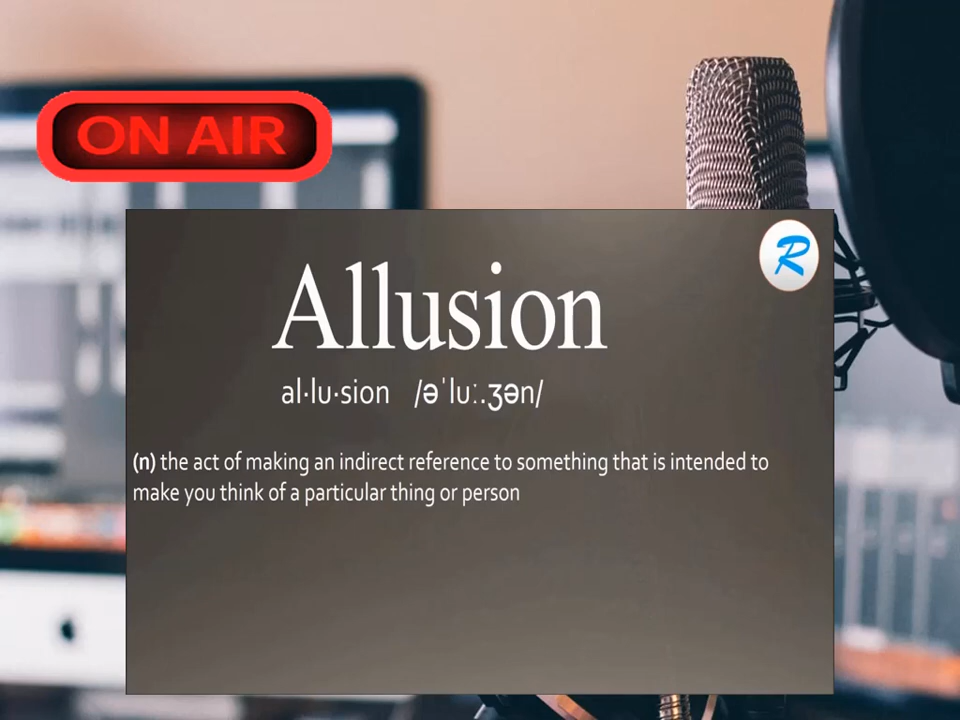 ON AIR
R
Allusion
al·lu·sion /əˈluː.ʒən/
(n) the act of making an indirect reference to something that is intended to
make you think of a particular thing or person